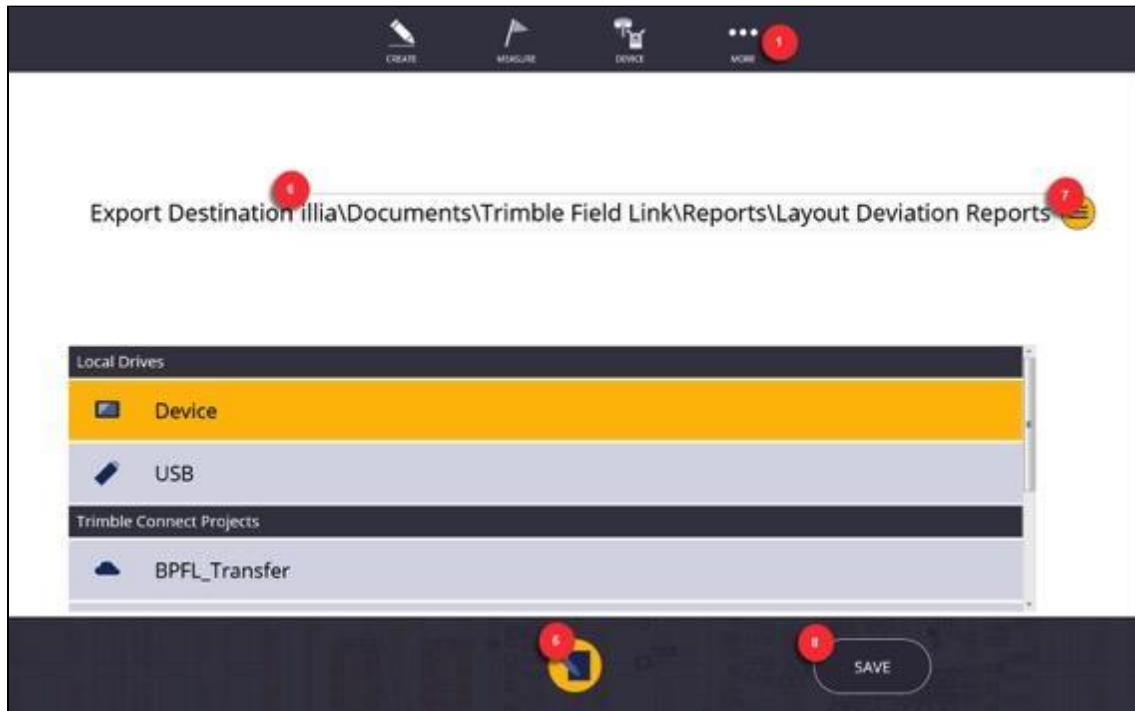 CREATE
MEASURE
DEVICE
MORE
1
6
7
Export Destination illia\Documents\Trimble Field Link\Reports\Layout Deviation Reports
Local Drives
Device
USB
Trimble Connect Projects
BPFL_Transfer
8
SAVE